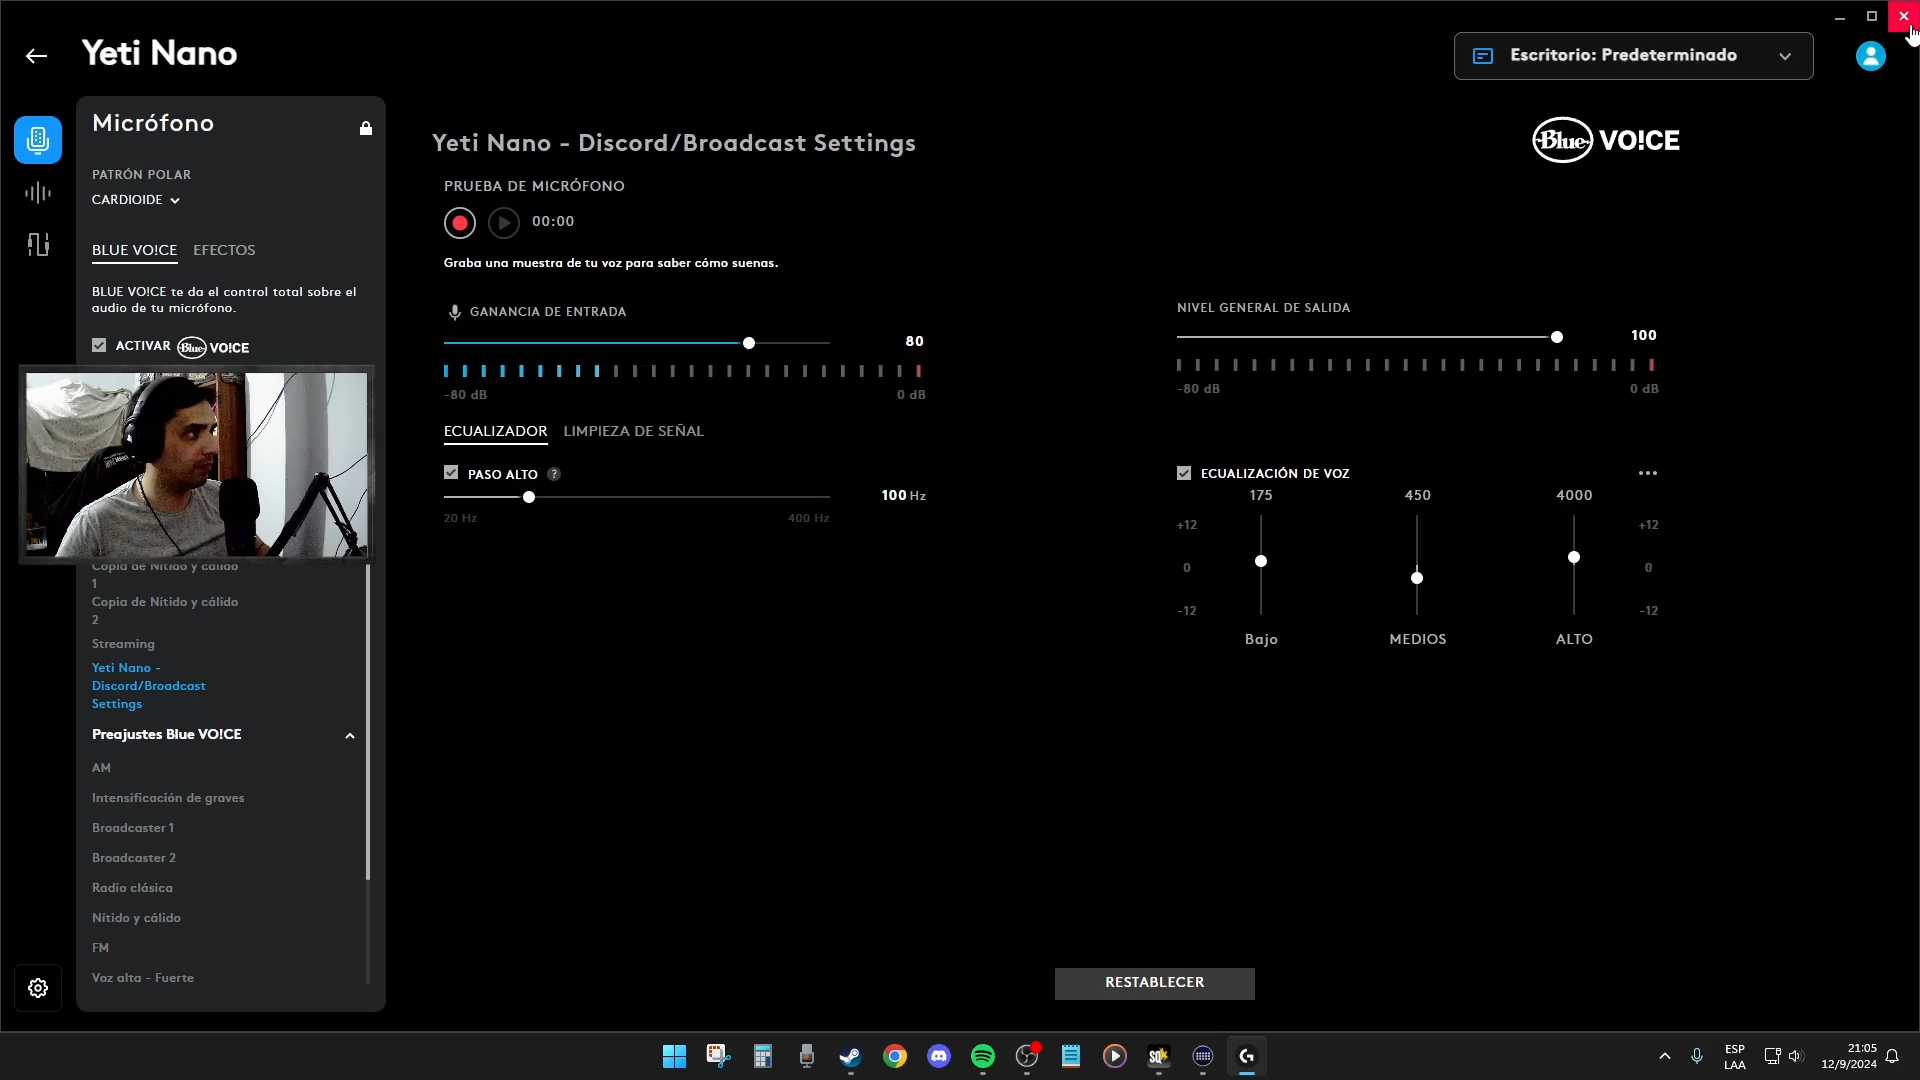 Yeti Nano
Escritorio: Predeterminado
Micrófono
PATRÓN POLAR
CARDIOIDE
BLUE VO!CE EFECTOS
BLUE VO!CE te da el control total sobre el
audio de tu micrófono.
ACTIVAR Blue VO!CE
Copia de Nítido y cálido
1
Copia de Nítido y cálido
2
Streaming
Yeti Nano -
Discord/Broadcast
Settings
Preajustes Blue VO!CE
AM
Intensificación de graves
Broadcaster 1
Broadcaster 2
Radio clásica
Nítido y cálido
FM
Voz alta - Fuerte
Yeti Nano - Discord/Broadcast Settings
Blue VO!CE
PRUEBA DE MICRÓFONO
00:00
Graba una muestra de tu voz para saber cómo suenas.
GANANCIA DE ENTRADA
80
-80 dB 0 dB
NIVEL GENERAL DE SALIDA
100
-80 dB 0 dB
ECUALIZADOR LIMPIEZA DE SEÑAL
PASO ALTO ?
100 Hz
20 Hz 400 Hz
ECUALIZACIÓN DE VOZ
175 450 4000
+12 +12
0 0
-12 -12
Bajo MEDIOS ALTO
RESTABLECER
ESP
LAA
21:05
12/9/2024